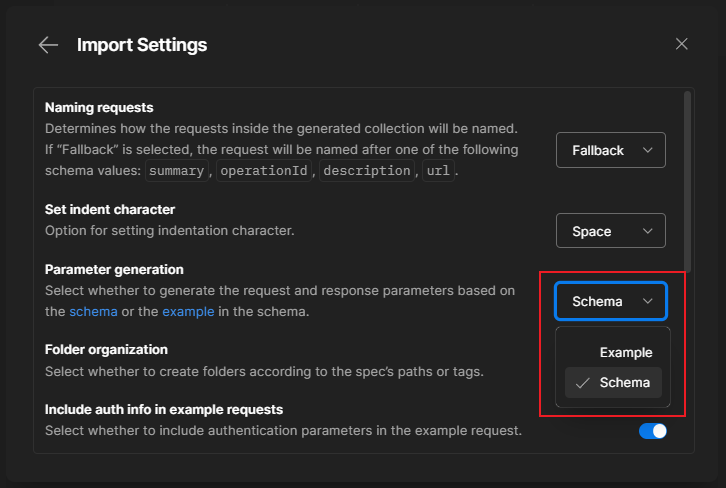 Import Settings
Naming requests
Determines how the requests inside the generated collection will be named.
If “Fallback” is selected, the request will be named after one of the following
schema values: summary, operationId, description, url.
Fallback
Set indent character
Option for setting indentation character.
Space
Parameter generation
Select whether to generate the request and response parameters based on
the schema or the example in the schema.
Schema
Example
Schema
Folder organization
Select whether to create folders according to the spec’s paths or tags.
Include auth info in example requests
Select whether to include authentication parameters in the example request.